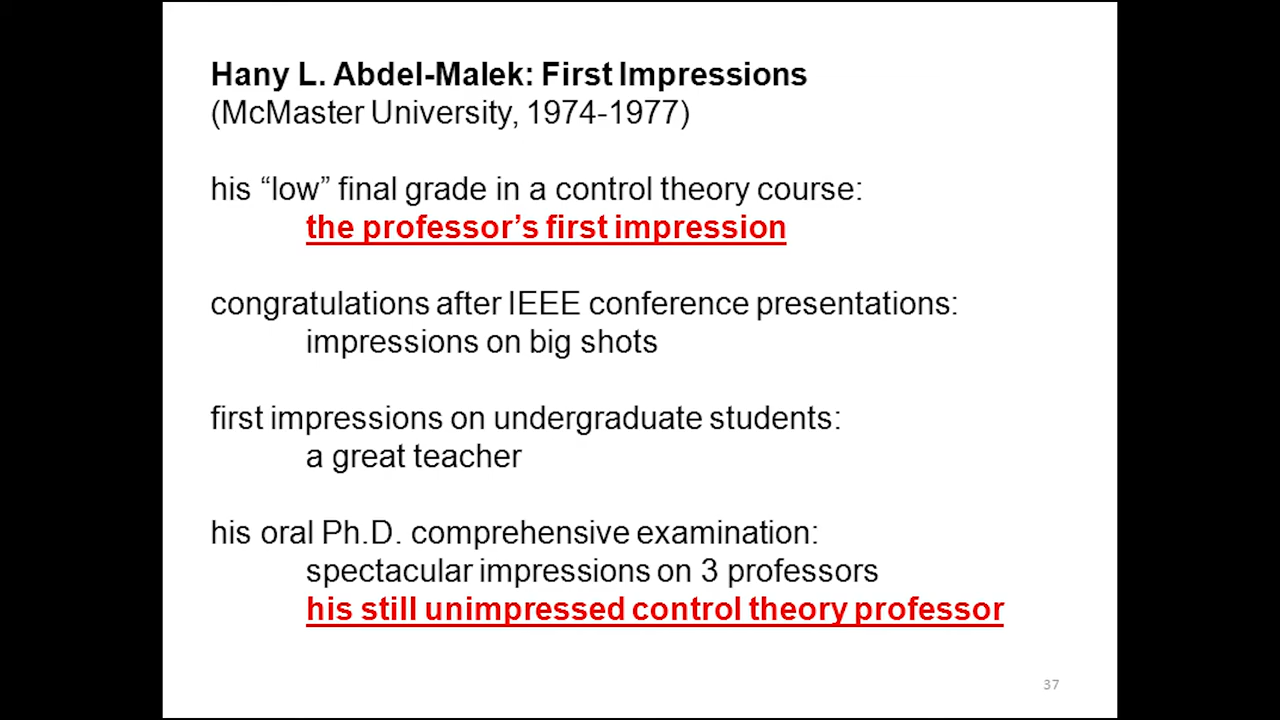 Hany L. Abdel-Malek: First Impressions
(McMaster University, 1974-1977)
his “low” final grade in a control theory course:
the professor’s first impression
congratulations after IEEE conference presentations:
impressions on big shots
first impressions on undergraduate students:
a great teacher
his oral Ph.D. comprehensive examination:
spectacular impressions on 3 professors
his still unimpressed control theory professor
37